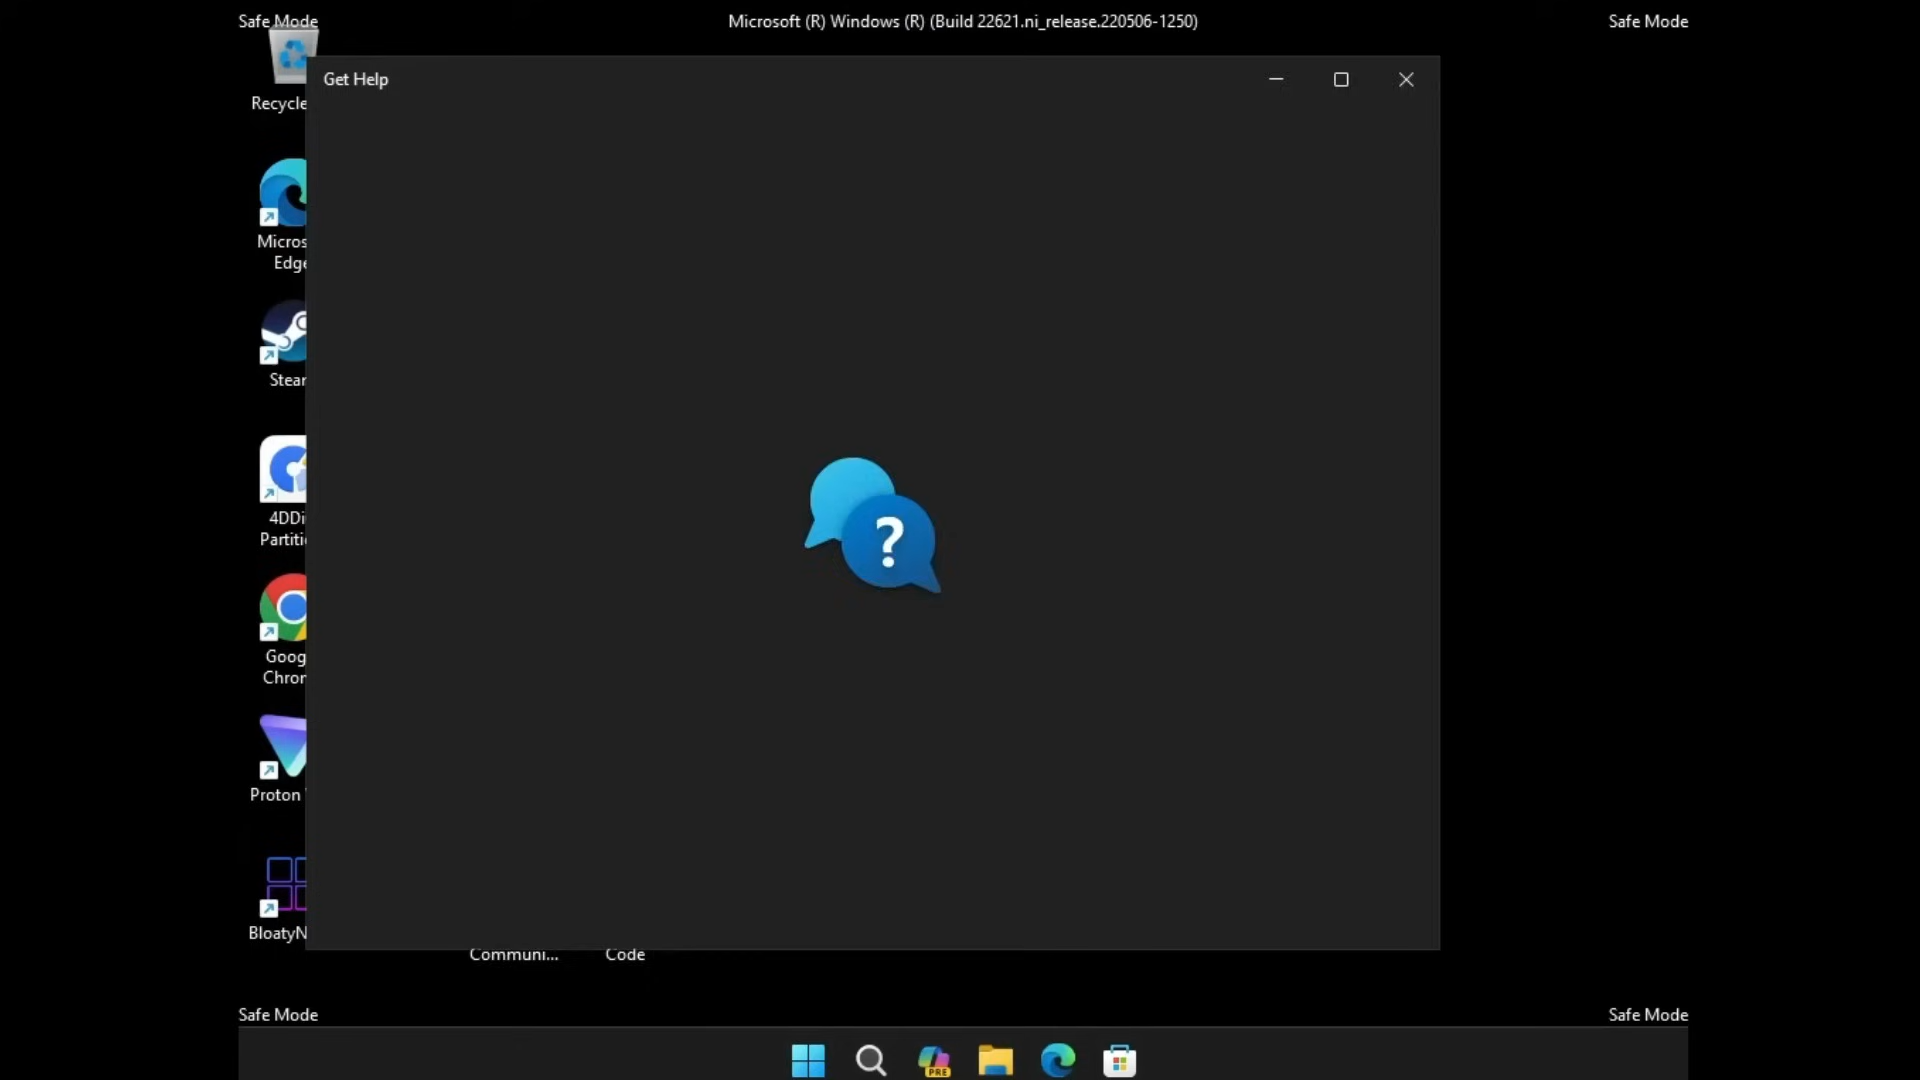 Safe Mode
Microsoft (R) Windows (R) (Build 22621.ni_release.220506-1250)
Safe Mode
Get Help
Recycle
Micros
Edge
Stear
4DDi
Partiti
Goog
Chror
Proton
BloatyN
Communi...
Code
Safe Mode
Safe Mode
PRE
?